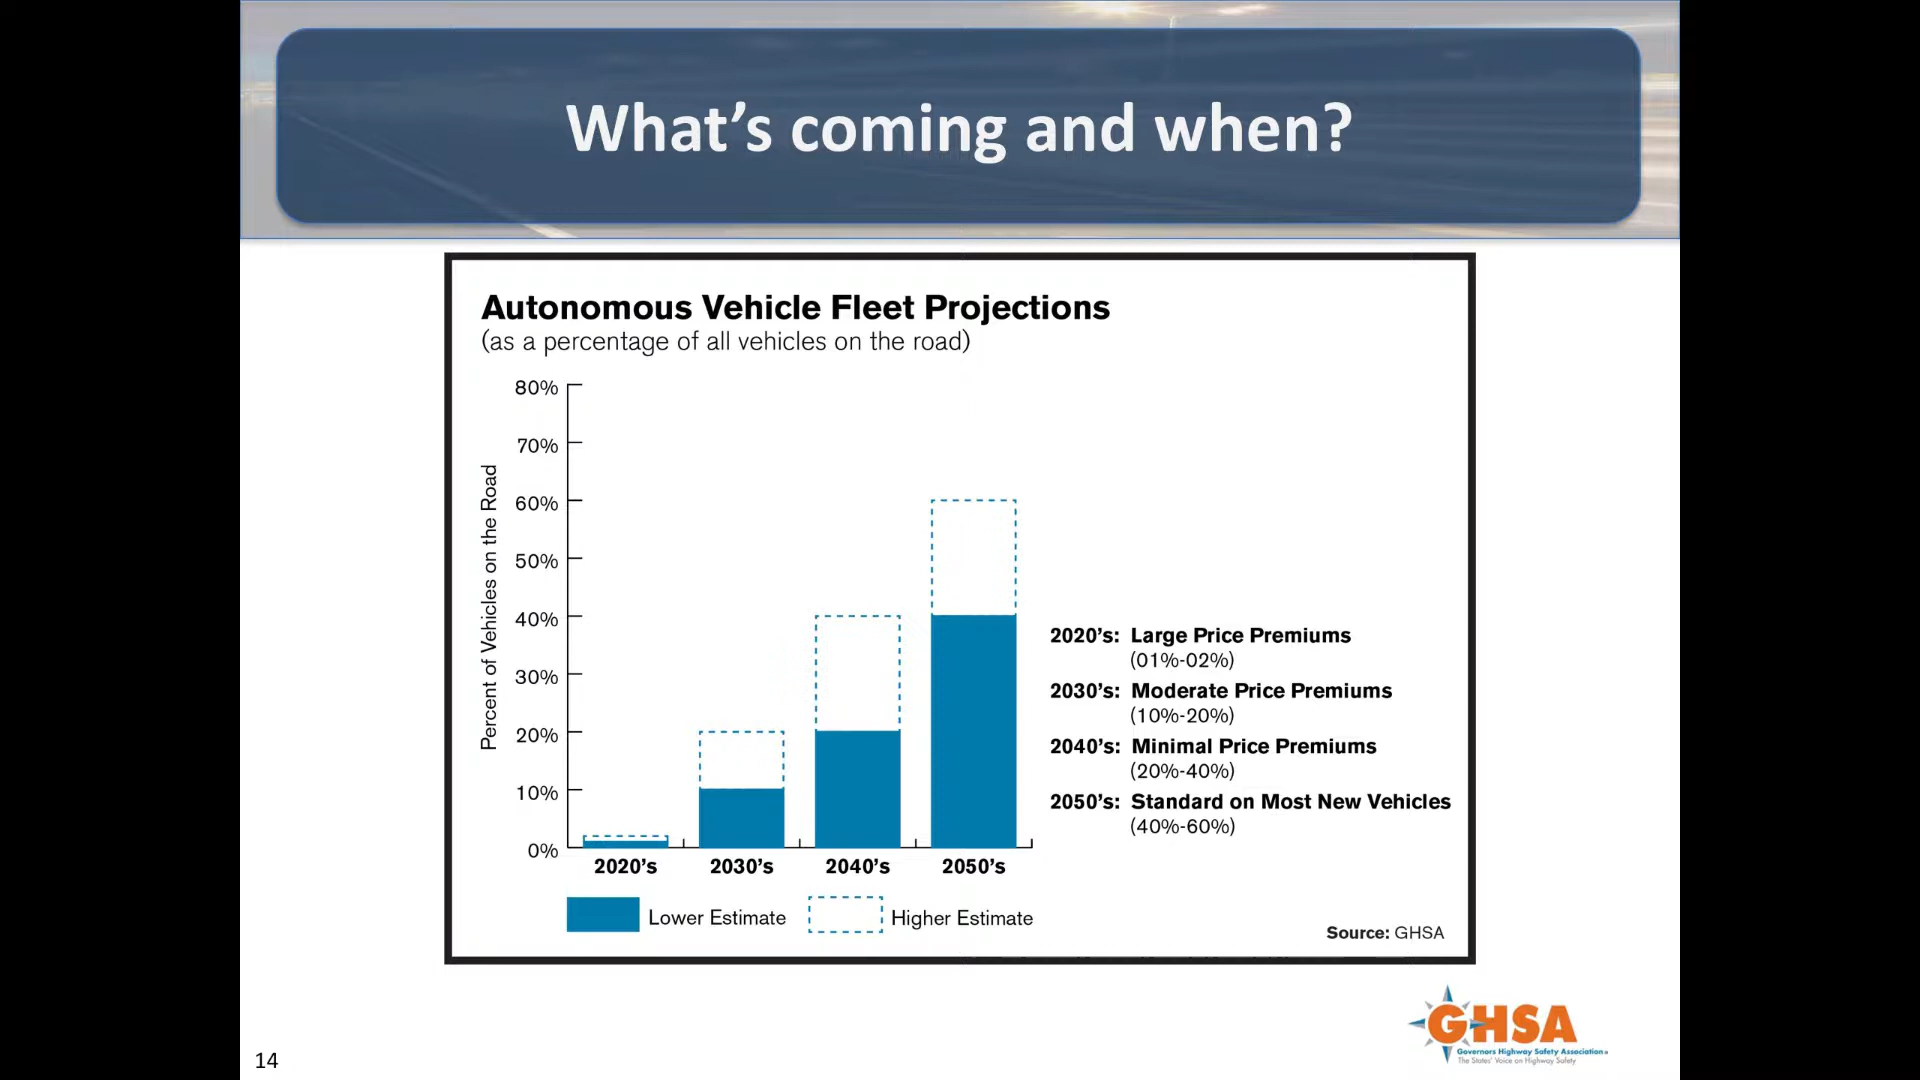 What’s coming and when?
Autonomous Vehicle Fleet Projections
(as a percentage of all vehicles on the road)
Percent of Vehicles on the Road
80%
70%
60%
50%
40%
30%
20%
10%
0%
2020’s
2030’s
2040’s
2050’s
2020’s: Large Price Premiums
(01%-02%)
2030’s: Moderate Price Premiums
(10%-20%)
2040’s: Minimal Price Premiums
(20%-40%)
2050’s: Standard on Most New Vehicles
(40%-60%)
Lower Estimate
Higher Estimate
Source: GHSA
GHSA
Governors Highway Safety Association®
The States' Voice on Highway Safety
14